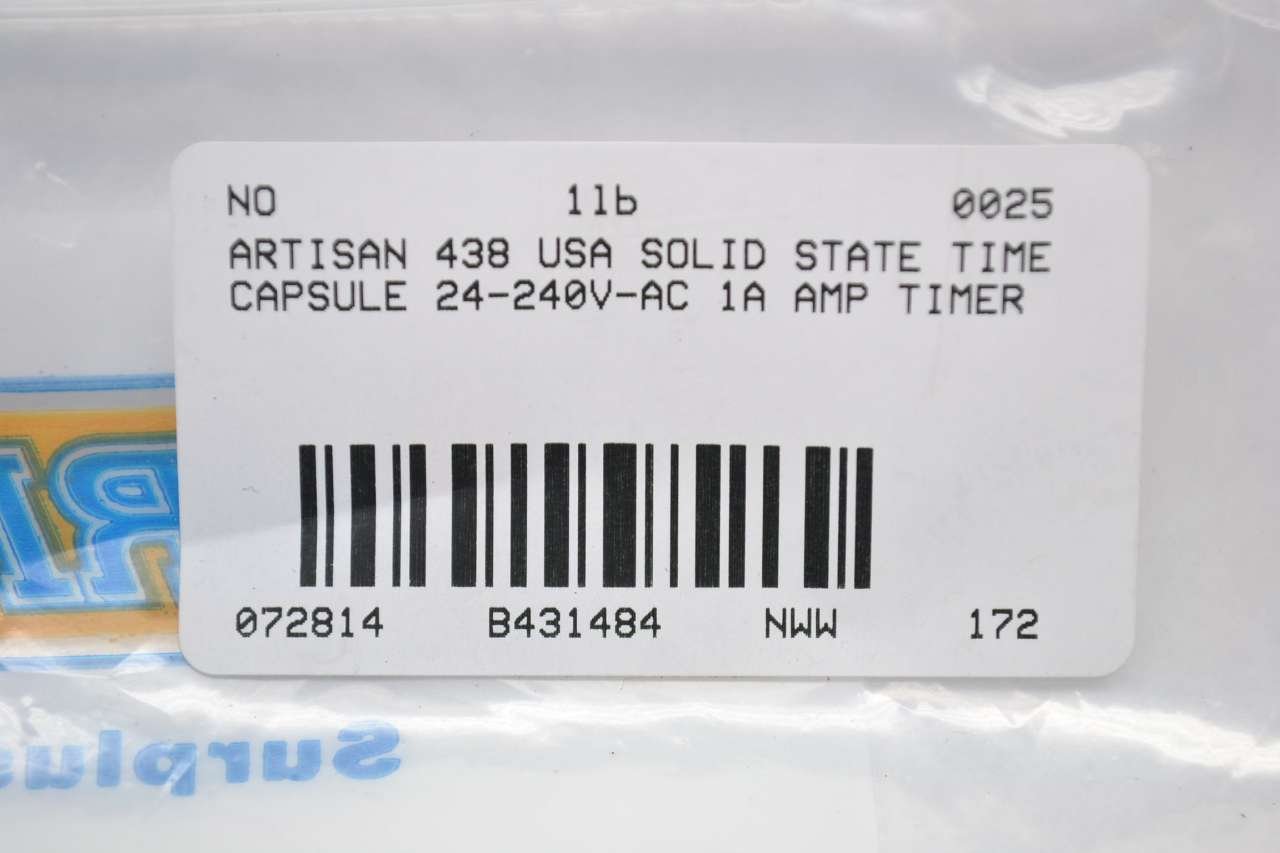 NO 1lb 0025
ARTISAN 438 USA SOLID STATE TIME
CAPSULE 24-240V-AC 1A AMP TIMER
072814 B431484 NWW 172
Surplus